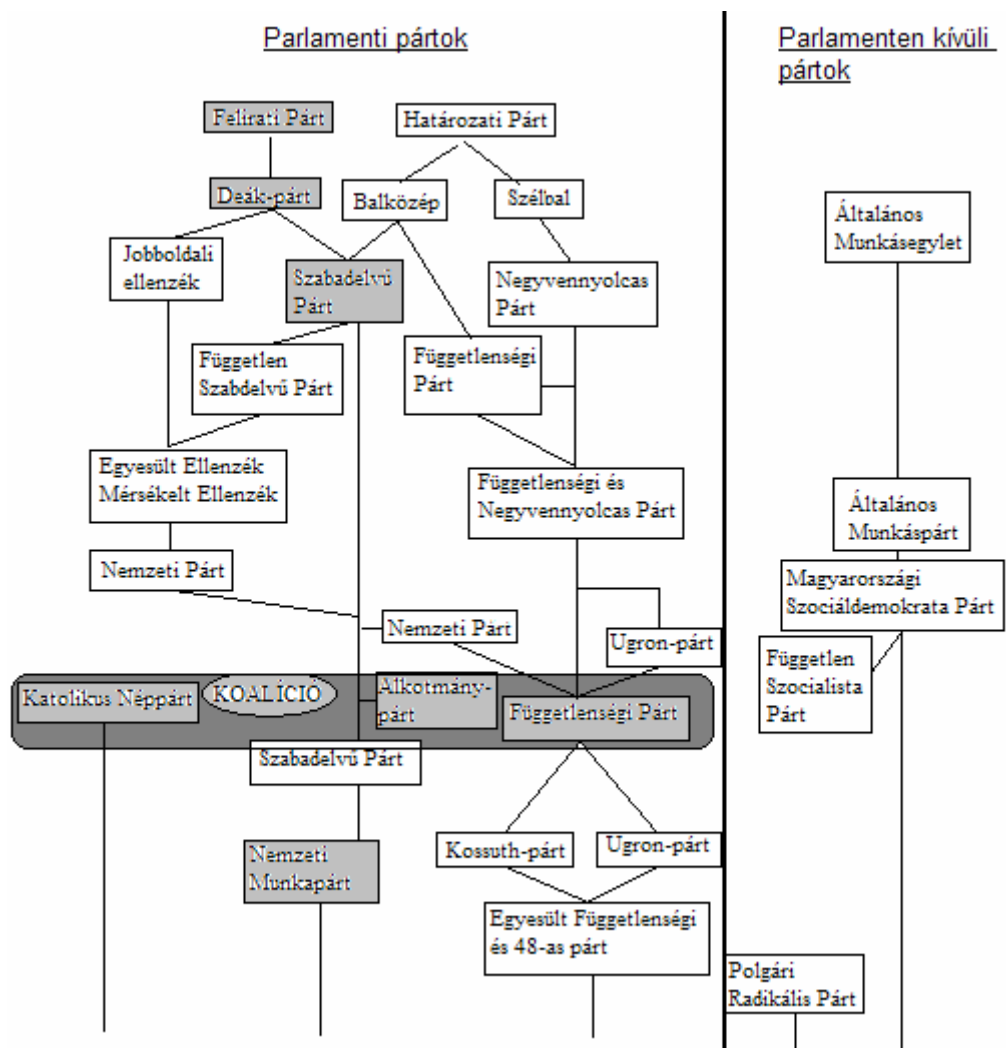 Parlamenti pártok
Parlamenten kívüli
pártok
Felirati Párt
Határozati Párt
Deák-párt
Balközép
Szélbal
Általános
Munkásegylet
Jobboldali
ellenzék
Szabadelvű
Párt
Negyvennyolcas
Párt
Független
Szabdelvű Párt
Függetlenségi
Párt
Egyesült Ellenzék
Mérsékelt Ellenzék
Függetlenségi és
Negyvennyolcas Párt
Általános
Munkáspárt
Nemzeti Párt
Magyarországi
Szociáldemokrata Párt
Nemzeti Párt
Ugron-párt
Független
Szocialista
Párt
Katolikus Néppárt
KOALÍCIÓ
Alkotmány-
párt
Függetlenségi Párt
Szabadelvű Párt
Nemzeti
Munkapárt
Kossuth-párt
Ugron-párt
Egyesült Függetlenségi
és 48-as párt
Polgári
Radikális Párt